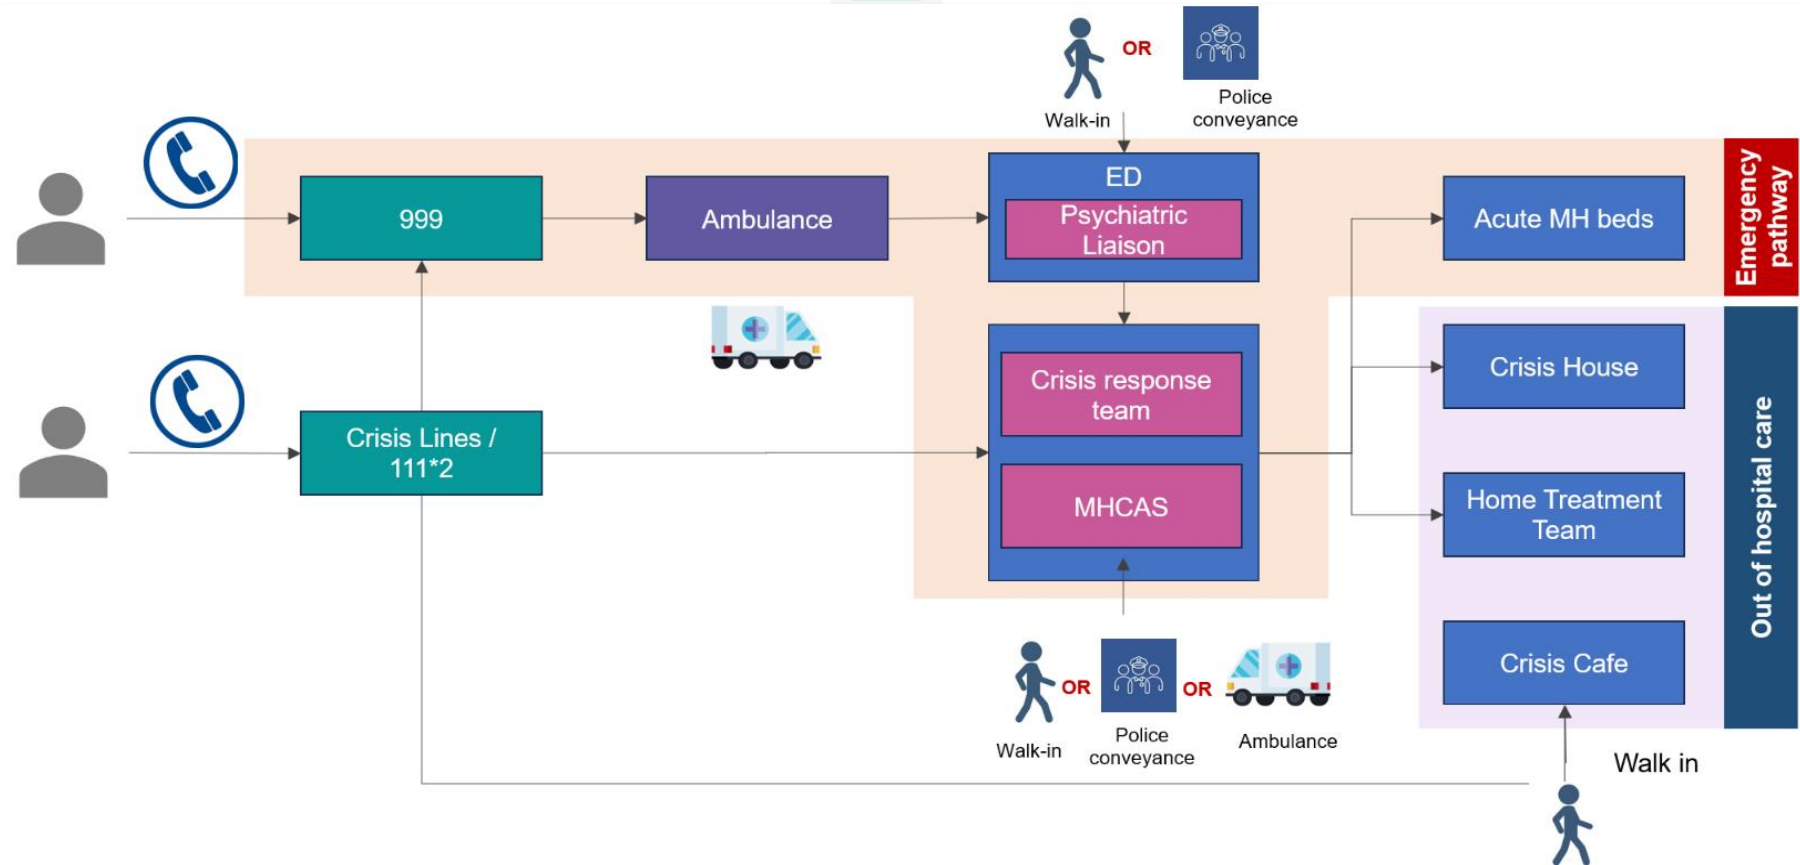 OR
Police
conveyance
Walk-in
Emergency
pathway
999
Ambulance
ED
Psychiatric
Liaison
Acute MH beds
Crisis response
team
Crisis House
Crisis Lines /
111*2
MHCAS
Home Treatment
Team
Out of hospital care
Crisis Cafe
OR
OR
Walk-in
Police
conveyance
Ambulance
Walk in